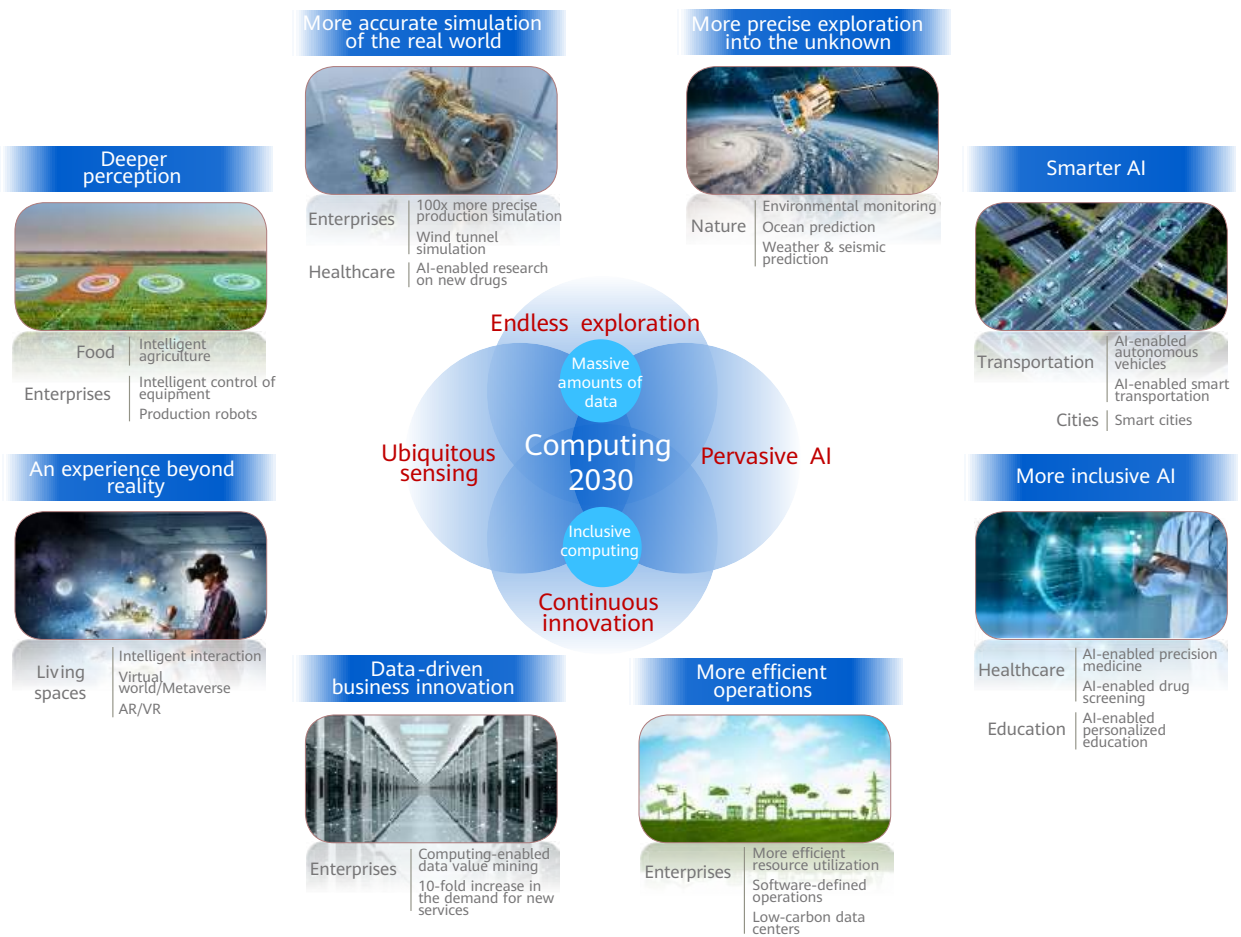 More accurate simulation
of the real world
Enterprises
100x more precise
production simulation
Wind tunnel
simulation
Healthcare
AI-enabled research
on new drugs
More precise exploration
into the unknown
Nature
Environmental monitoring
Ocean prediction
Weather & seismic
prediction
Deeper
perception
Food
Intelligent
agriculture
Enterprises
Intelligent control of
equipment
Production robots
Smarter AI
Transportation
AI-enabled
autonomous
vehicles
AI-enabled smart
transportation
Cities
Smart cities
Endless exploration
Massive
amounts of
data
Ubiquitous
sensing
Computing
2030
Pervasive AI
Inclusive
computing
Continuous
innovation
An experience beyond
reality
Living
spaces
Intelligent interaction
Virtual
world/Metaverse
AR/VR
More inclusive AI
Healthcare
AI-enabled precision
medicine
AI-enabled drug
screening
Education
AI-enabled
personalized
education
Data-driven
business innovation
Enterprises
Computing-enabled
data value mining
10-fold increase in
the demand for new
services
More efficient
operations
Enterprises
More efficient
resource utilization
Software-defined
operations
Low-carbon data
centers